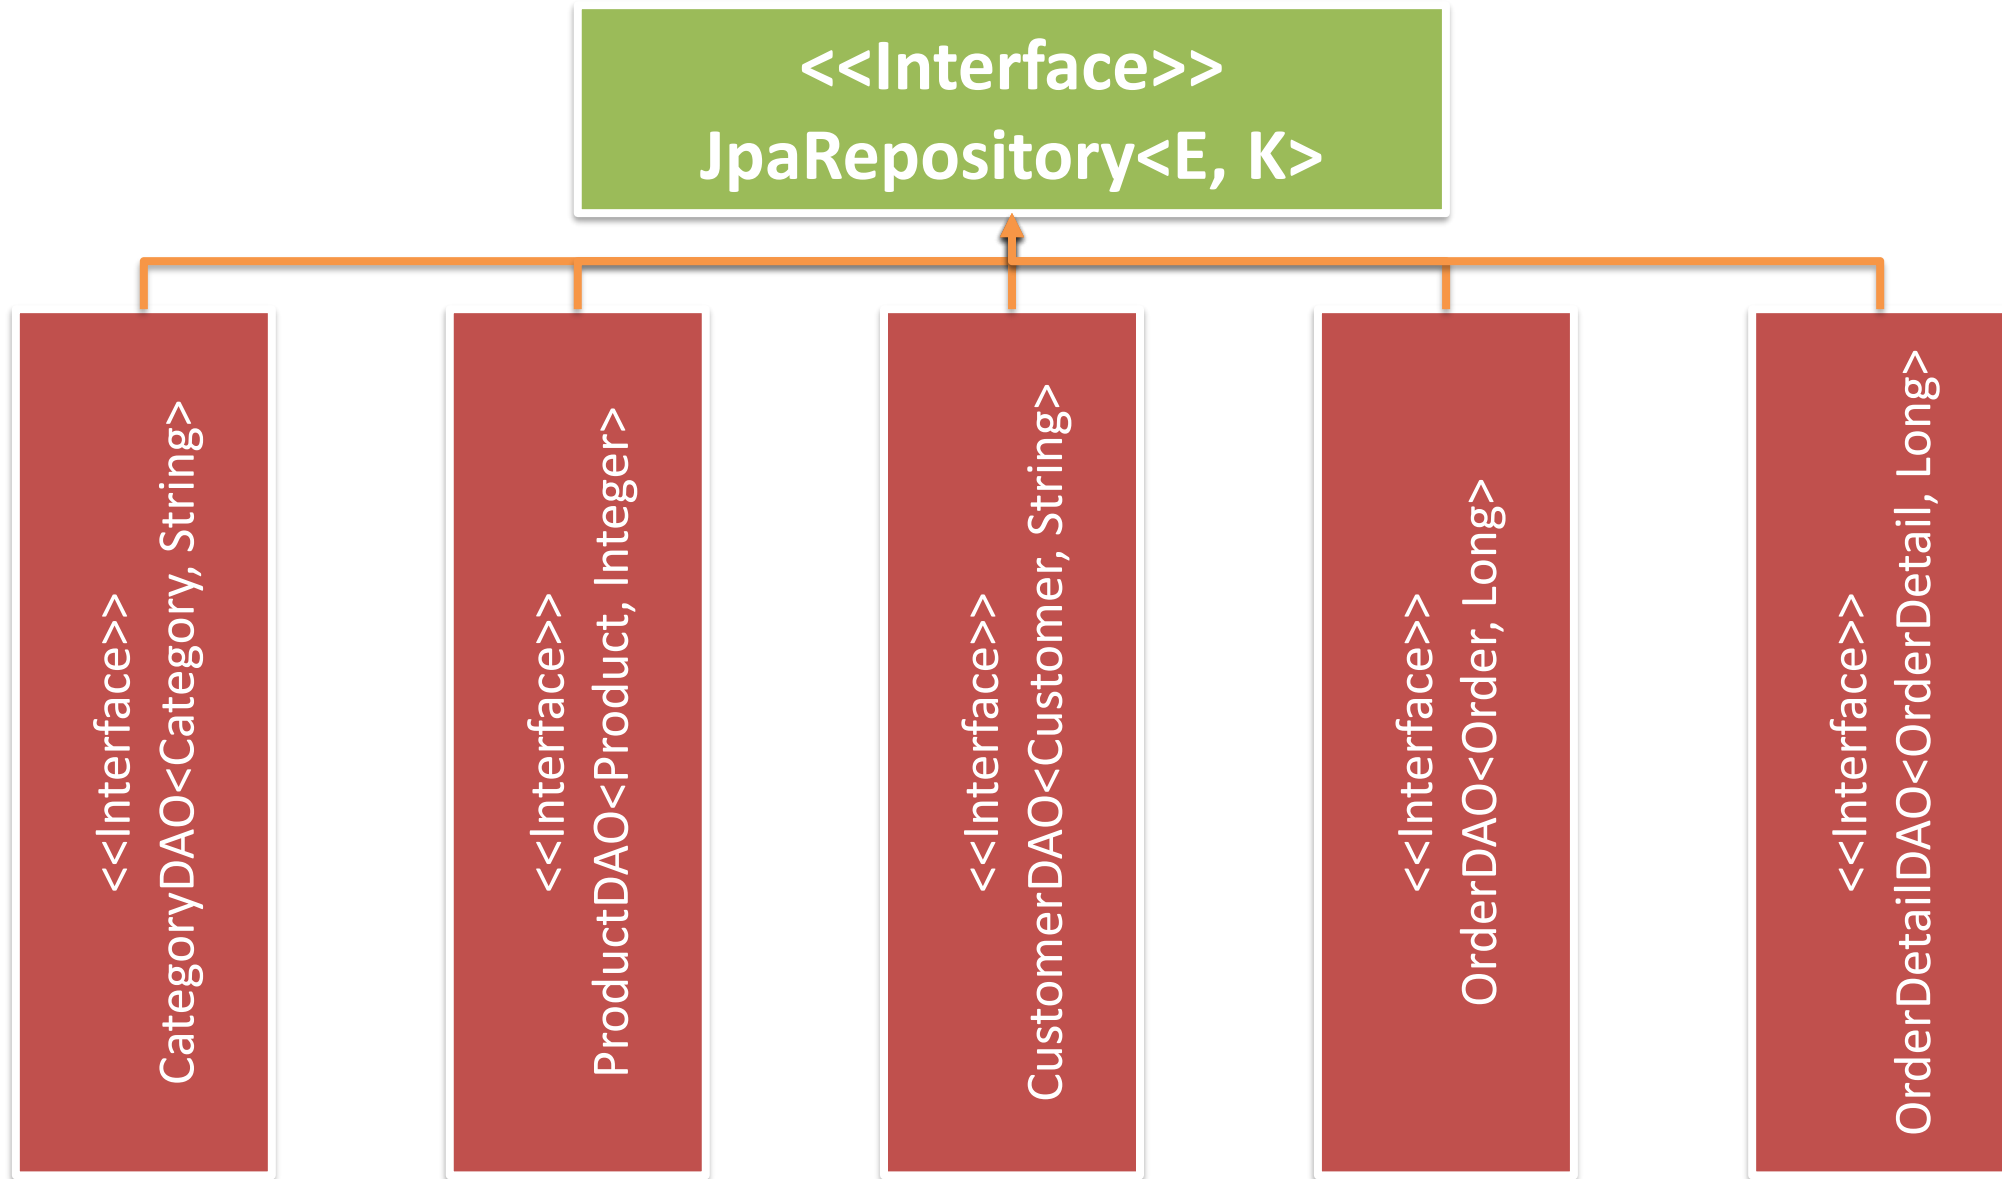 <<Interface>>
JpaRepository<E, K>
<<Interface>>
CategoryDAO<Category, String>
<<Interface>>
ProductDAO<Product, Integer>
<<Interface>>
CustomerDAO<Customer, String>
<<Interface>>
OrderDAO<Order, Long>
<<Interface>>
OrderDetailDAO<OrderDetail, Long>